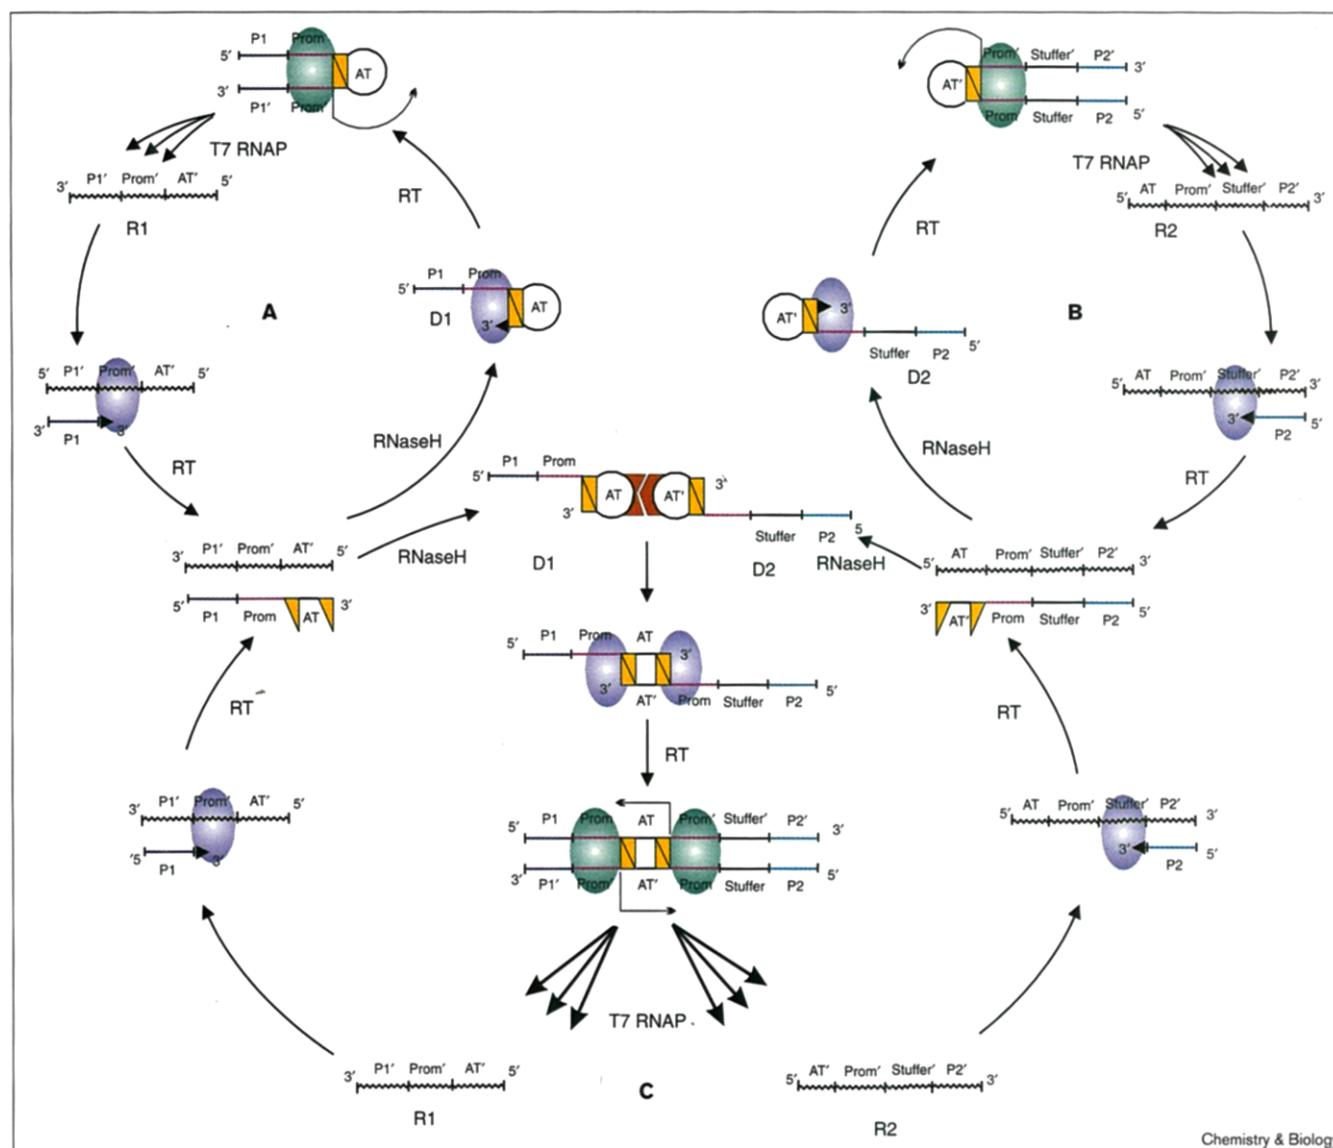 P1 Prom
5′
AT
3′
P1′ Prom′
T7 RNAP
3′ P1′ Prom′ AT′ 5′
R1
RT
P1 Prom
5′
D1
3′
AT
A
5′ P1′ Prom′ AT′ 5′
3′ P1 3′
RT
RNaseH
3′ P1′ Prom′ AT′ 5′
5′ P1 Prom AT 3′
RNaseH
RT
3′ P1′ Prom′ AT′ 5′
'5 P1 3′
3′ P1′ Prom′ AT′ 5′
R1
Prom′ Stuffer′ P2′
3′
AT′
5′
Prom Stuffer P2
T7 RNAP
AT Prom′ Stuffer′ P2′
5′ 3′
R2
RT
AT′
3′
Stuffer P2 5′
D2
B
AT Prom′ Stuffer′ P2′
5′ 3′
3′ P2 5′
RT
RNaseH
5′ AT Prom′ Stuffer′ P2′ 3′
3′ AT′ Prom Stuffer P2 5′
RNaseH
RT
AT Prom′ Stuffer′ P2′
5′ 3′
3′ P2 5′
AT′ Prom′ Stuffer′ P2′
5′ 3′
R2
P1 Prom
5′
AT AT′
3′ 3′
Stuffer P2 5
D1 D2
5′ P1 Prom AT 3′
3′ AT′ Prom Stuffer P2 5′
RT
P1 Prom AT Prom′ Stuffer′ P2′
5′ 3′
3′ 5′
P1′ Prom′ AT′ Prom Stuffer P2
T7 RNAP
C
Chemistry & Biology